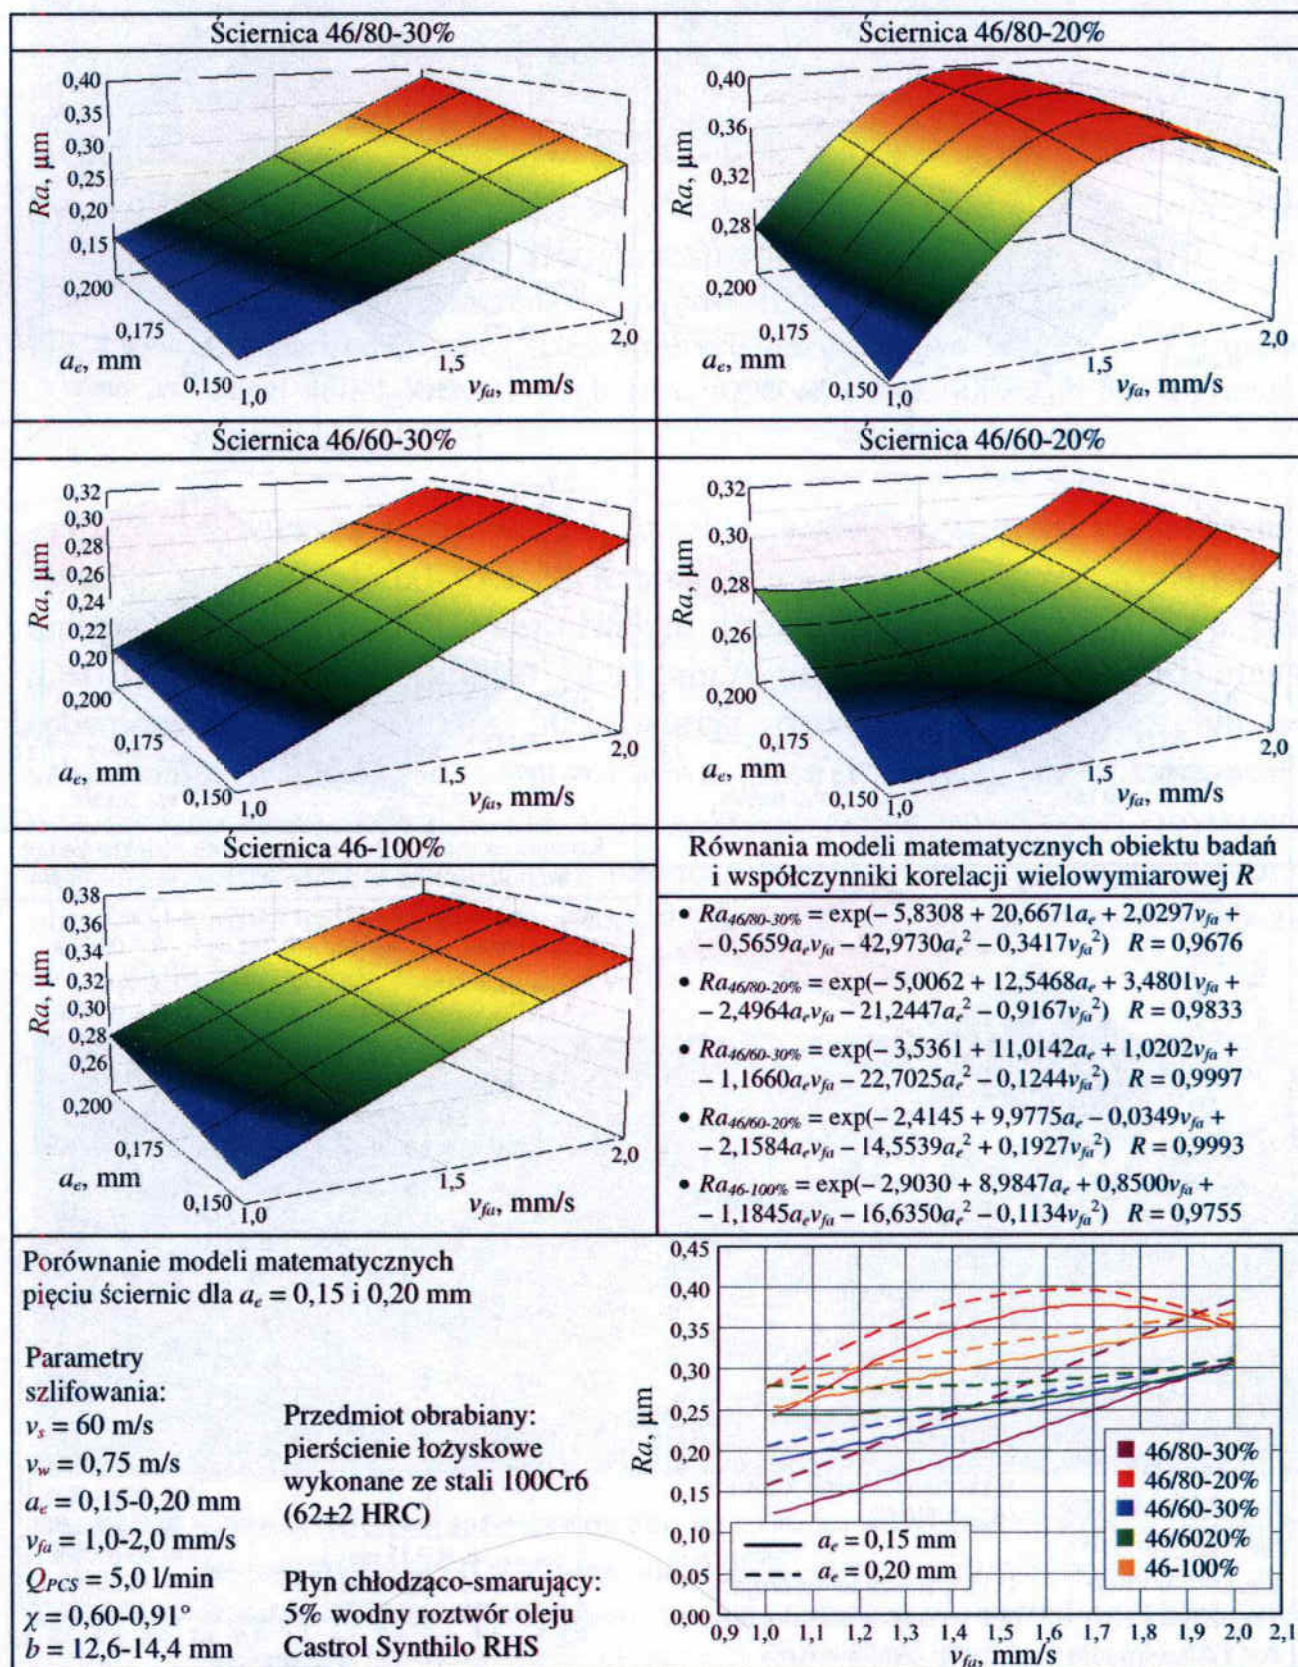 Ściernica 46/80-30%
Ściernica 46/80-20%
0,40
0,35
0,30
0,25
0,20
0,15
Ra, μm
0,200
0,175
0,150
a_e, mm
1,0
1,5
2,0
v_fa, mm/s
0,40
0,36
0,32
0,28
Ra, μm
0,200
0,175
0,150
a_e, mm
1,0
1,5
2,0
v_fa, mm/s
Ściernica 46/60-30%
Ściernica 46/60-20%
0,32
0,30
0,28
0,26
0,24
0,22
0,20
Ra, μm
0,200
0,175
0,150
a_e, mm
1,0
1,5
2,0
v_fa, mm/s
0,32
0,30
0,28
0,26
Ra, μm
0,200
0,175
0,150
a_e, mm
1,0
1,5
2,0
v_fa, mm/s
Ściernica 46-100%
0,38
0,34
0,30
0,28
0,26
Ra, μm
0,200
0,175
0,150
a_e, mm
1,0
1,5
2,0
v_fa, mm/s
Równania modeli matematycznych obiektu badań
i współczynniki korelacji wielowymiarowej R
• Ra46/80-30% = exp(− 5,8308 + 20,6671a_e + 2,0297v_fa +
− 0,5659a_e v_fa − 42,9730a_e² − 0,3417v_fa²) R = 0,9676
• Ra46/80-20% = exp(− 5,0062 + 12,5468a_e + 3,4801v_fa +
− 2,4964a_e v_fa − 21,2447a_e² − 0,9167v_fa²) R = 0,9833
• Ra46/60-30% = exp(− 3,5361 + 11,0142a_e + 1,0202v_fa +
− 1,1660a_e v_fa − 22,7025a_e² − 0,1244v_fa²) R = 0,9997
• Ra46/60-20% = exp(− 2,4145 + 9,9775a_e − 0,0349v_fa +
− 2,1584a_e v_fa − 14,5539a_e² + 0,1927v_fa²) R = 0,9993
• Ra46-100% = exp(− 2,9030 + 8,9847a_e + 0,8500v_fa +
− 1,1845a_e v_fa − 16,6350a_e² − 0,1134v_fa²) R = 0,9755
Porównanie modeli matematycznych
pięciu ściernic dla a_e = 0,15 i 0,20 mm
Parametry
szlifowania:
v_s = 60 m/s
v_w = 0,75 m/s
a_e = 0,15-0,20 mm
v_fa = 1,0-2,0 mm/s
Q_PCS = 5,0 l/min
χ = 0,60-0,91°
b = 12,6-14,4 mm
Przedmiot obrabiany:
pierścienie łożyskowe
wykonane ze stali 100Cr6
(62±2 HRC)
Płyn chłodząco-smarujący:
5% wodny roztwór oleju
Castrol Synthilo RHS
0,45
0,40
0,35
0,30
0,25
0,20
0,15
0,10
0,05
0,00
Ra, μm
46/80-30%
46/80-20%
46/60-30%
46/6020%
46-100%
a_e = 0,15 mm
a_e = 0,20 mm
0,9 1,0 1,1 1,2 1,3 1,4 1,5 1,6 1,7 1,8 1,9 2,0 2,1
v_fa, mm/s